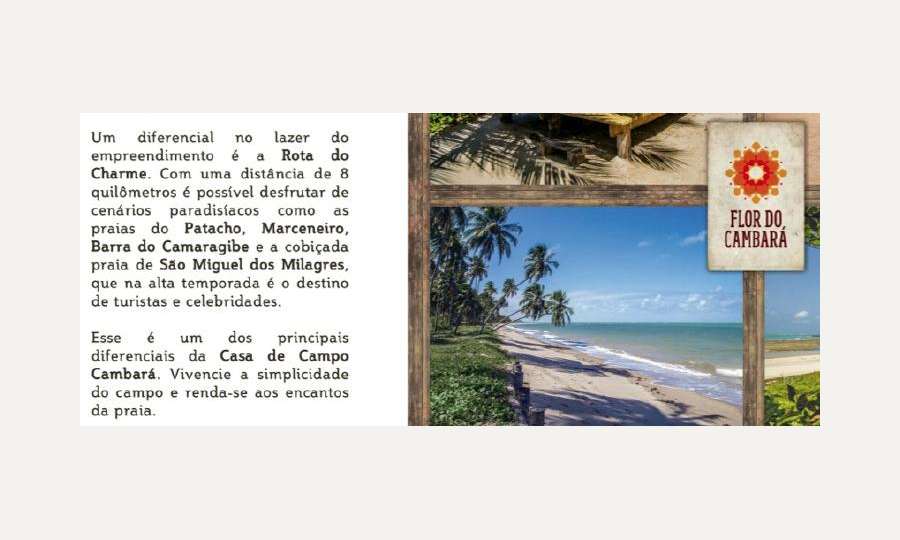 Um diferencial no lazer do
empreendimento é a Rota do
Charme. Com uma distância de 8
quilômetros é possível desfrutar de
cenários paradisíacos como as
praias do Patacho, Marceneiro,
Barra do Camaragibe e a cobiçada
praia de São Miguel dos Milagres,
que na alta temporada é o destino
de turistas e celebridades.
Esse é um dos principais
diferenciais da Casa de Campo
Cambará. Vivencie a simplicidade
do campo e renda-se aos encantos
da praia.
FLOR DO
CAMBARÁ